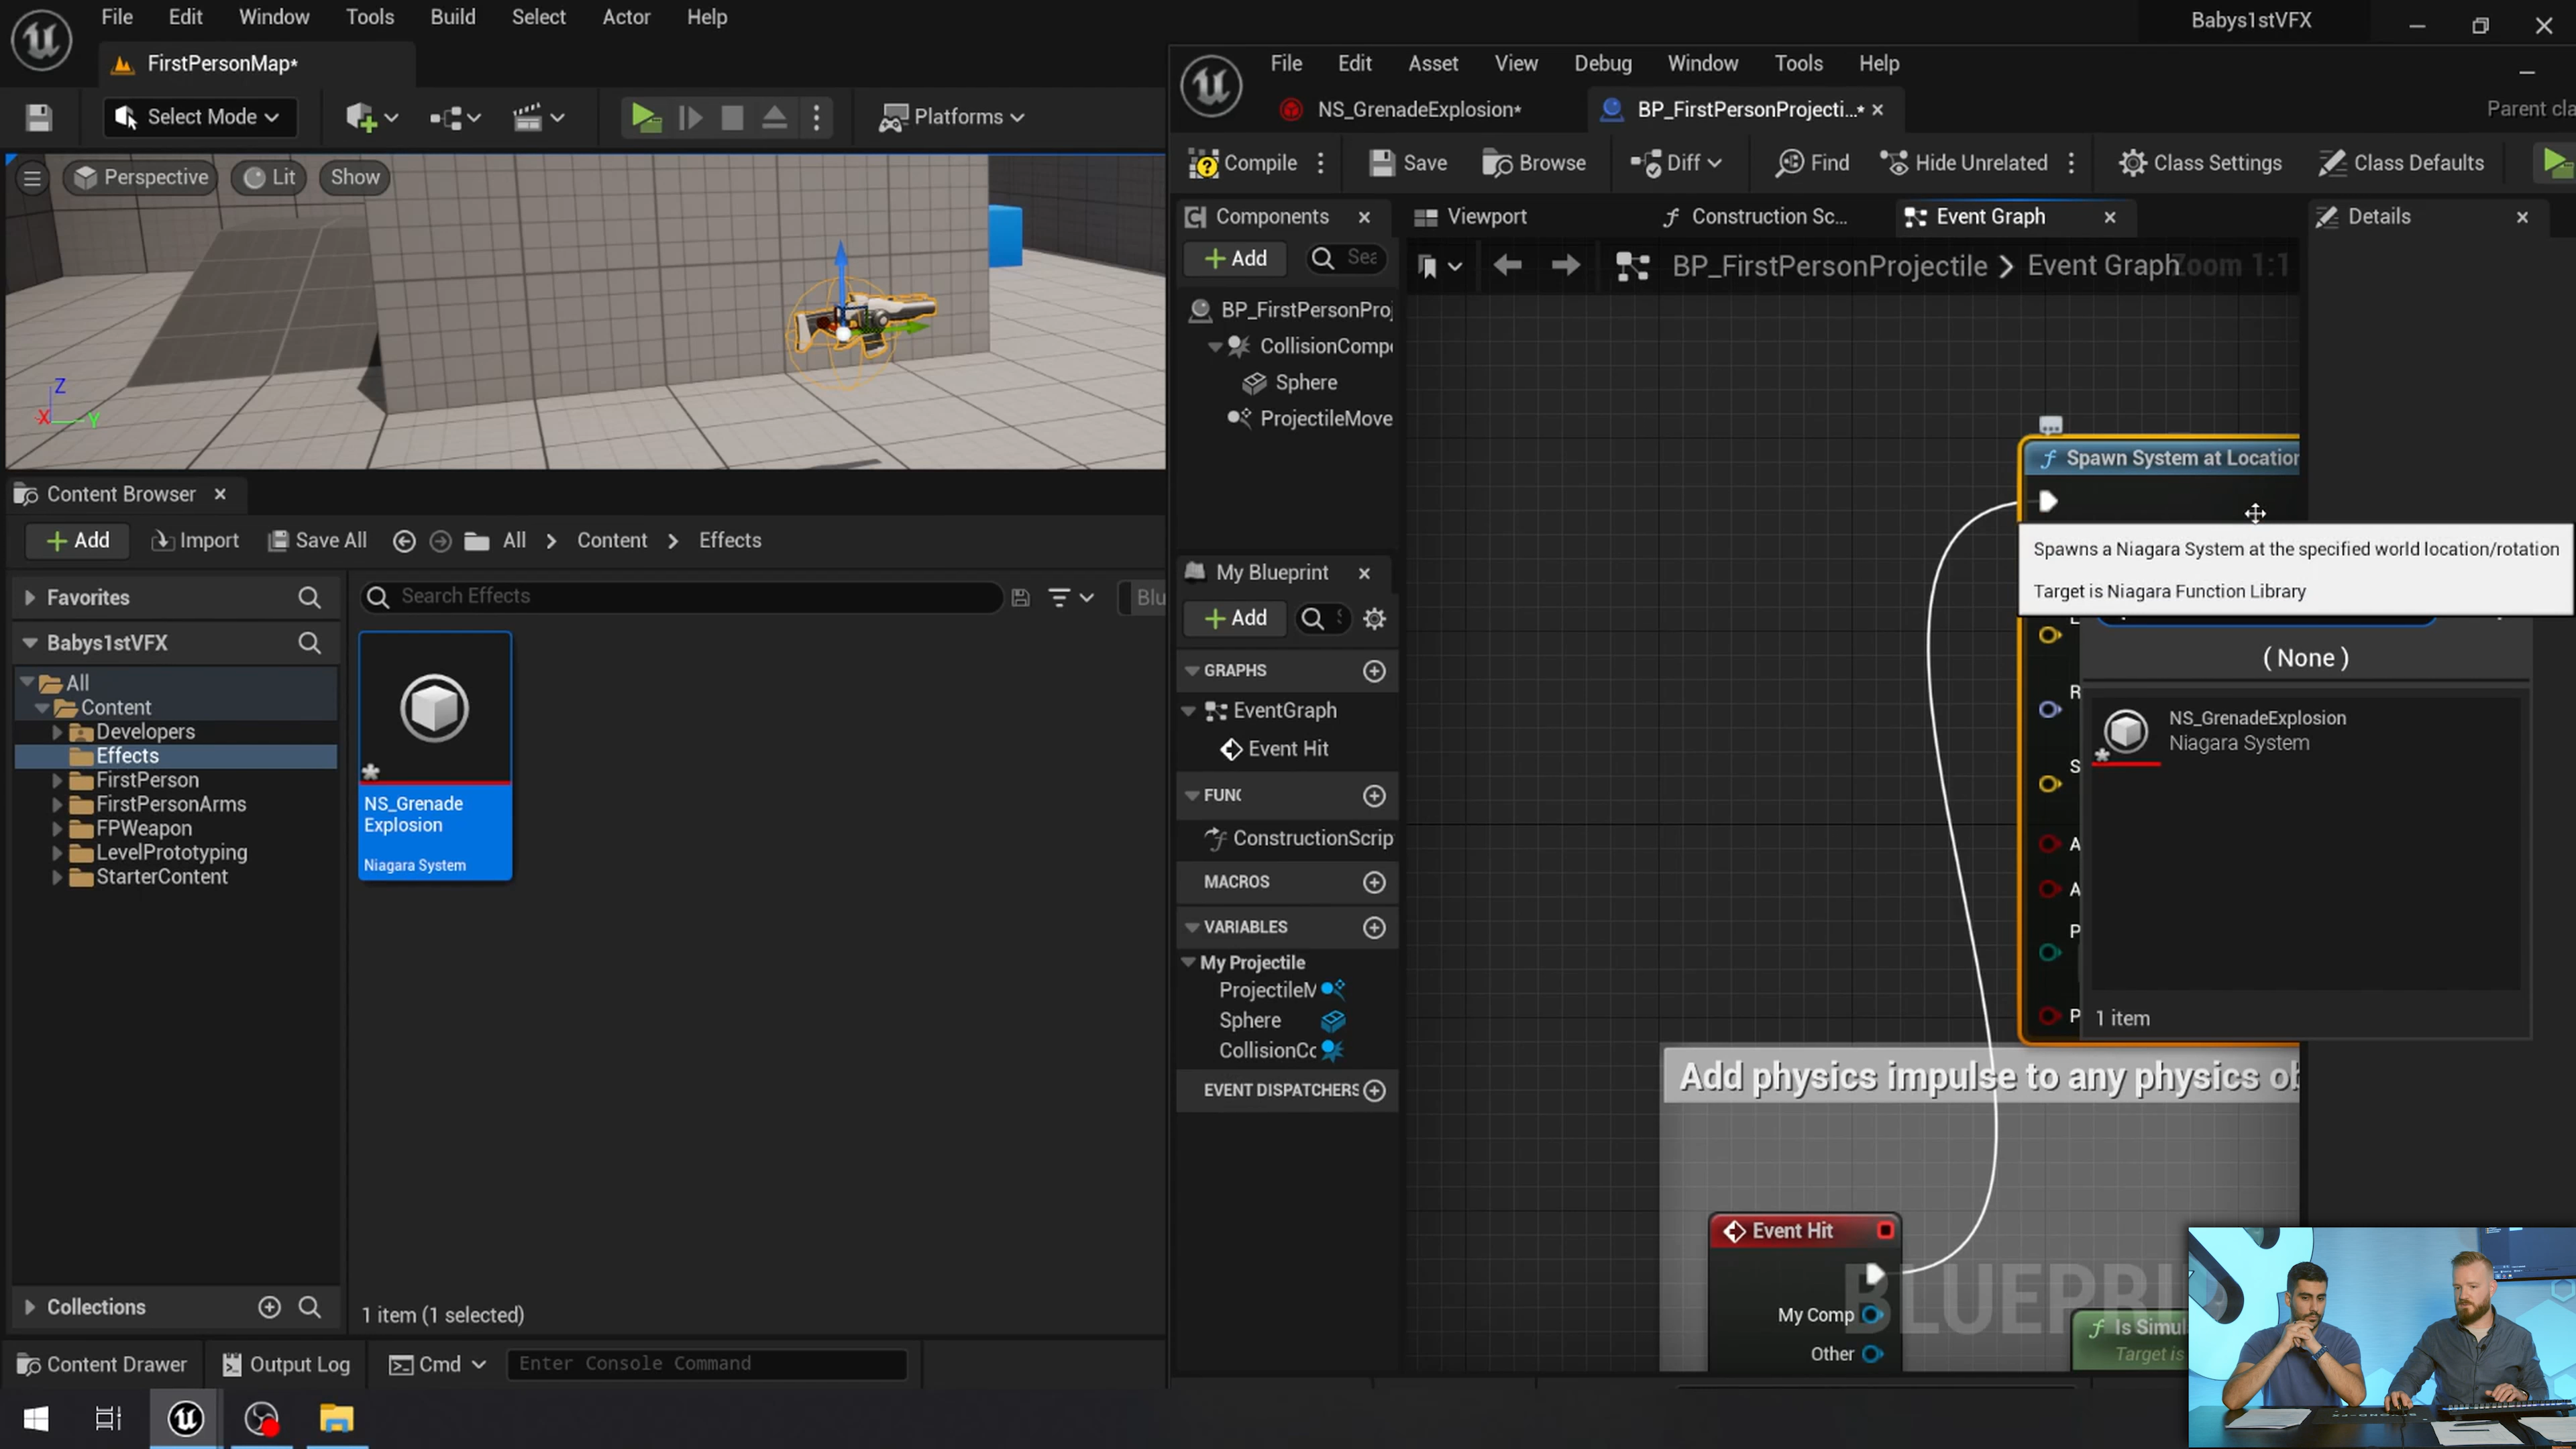 File Edit Window Tools Build Select Actor Help
Babys1stVFX
FirstPersonMap*
Select Mode
Platforms
Perspective
Lit
Show
Z
X
Y
Content Browser
Add
Import
Save All
All > Content > Effects
Favorites
Search Effects
Blu
Babys1stVFX
All
Content
Developers
Effects
FirstPerson
FirstPersonArms
FPWeapon
LevelPrototyping
StarterContent
NS_Grenade
Explosion
Niagara System
Collections
1 item (1 selected)
Content Drawer
Output Log
Cmd
Enter Console Command
File Edit Asset View Debug Window Tools Help
NS_GrenadeExplosion*
BP_FirstPersonProjecti...*
Parent cla
Compile
Save
Browse
Diff
Find
Hide Unrelated
Class Settings
Class Defaults
Components
Viewport
Construction Sc...
Event Graph
Details
Add
Sea
BP_FirstPersonProjectile > Event Graph
Zoom 1:1
BP_FirstPersonProj
CollisionCompo
Sphere
ProjectileMove
My Blueprint
Add
GRAPHS
EventGraph
Event Hit
FUNC
ConstructionScrip
MACROS
VARIABLES
My Projectile
ProjectileM
Sphere
CollisionCo
EVENT DISPATCHERS
Spawn System at Location
Spawns a Niagara System at the specified world location/rotation
Target is Niagara Function Library
( None )
R
NS_GrenadeExplosion
Niagara System
S
A
A
P
P
1 item
Add physics impulse to any physics ob
Event Hit
My Comp
Other
BLUEPRI
Is Simul
Target is